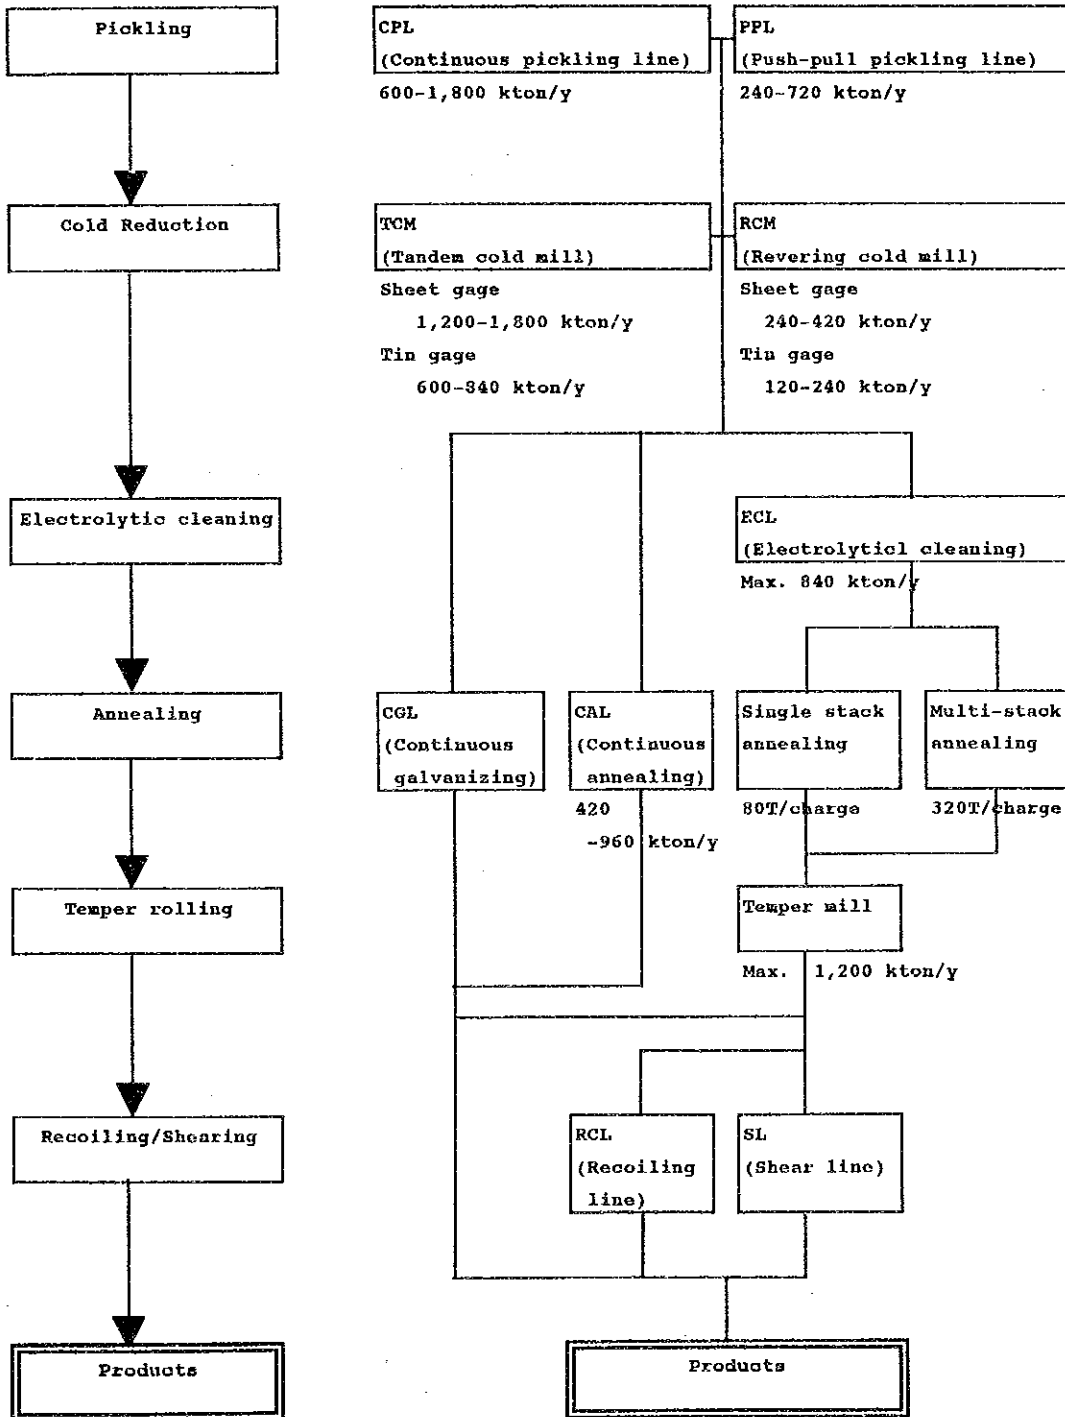 Pickling
CPL
(Continuous pickling line)
600-1,800 kton/y
PPL
(Push-pull pickling line)
240-720 kton/y
Cold Reduction
TCM
(Tandem cold mill)
Sheet gage
1,200-1,800 kton/y
Tin gage
600-840 kton/y
RCM
(Revering cold mill)
Sheet gage
240-420 kton/y
Tin gage
120-240 kton/y
Electrolytic cleaning
ECL
(Electrolyticl cleaning)
Max. 840 kton/y
Annealing
CGL
(Continuous
galvanizing)
CAL
(Continuous
annealing)
420
-960 kton/y
Single stack
annealing
80T/charge
Multi-stack
annealing
320T/charge
Temper rolling
Temper mill
Max. 1,200 kton/y
Recoiling/Shearing
RCL
(Recoiling
line)
SL
(Shear line)
Products
Products